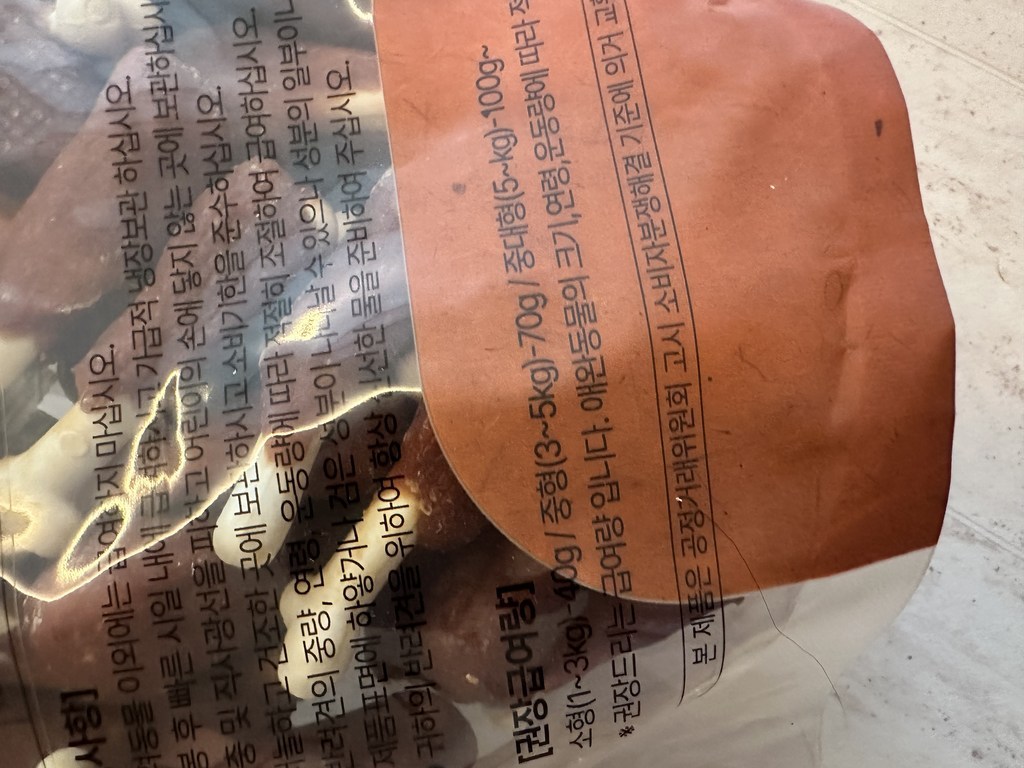 사항]
동물 이외에는 급여하지 마십시오.
봉 후 빠른 시일 내에 급여하시고 가급적 냉장보관 하십시오.
및 직사광선을 피하고 어린이의 손에 닿지 않는 곳에 보관하십시
늘하고 건조한 곳에 보관하시고 소비기한을 준수하십시오.
려견의 중량, 연령, 운동량에 따라 적절히 조절하여 급여하십시오.
제품표면에 하얗거나 검은 성분이 나타날 수 있으나 성분의 일부이니
귀하의 반려견을 위하여 항상 신선한 물을 준비하여 주십시오.
[권장급여량]
소형(1~3kg)-40g / 중형(3~5kg)-70g / 중대형(5~kg)-100g~
※ 권장드리는 급여량 입니다. 애완동물의 크기,연령,운동량에 따라 적
본 제품은 공정거래위원회 고시 소비자분쟁해결 기준에 의거 교환